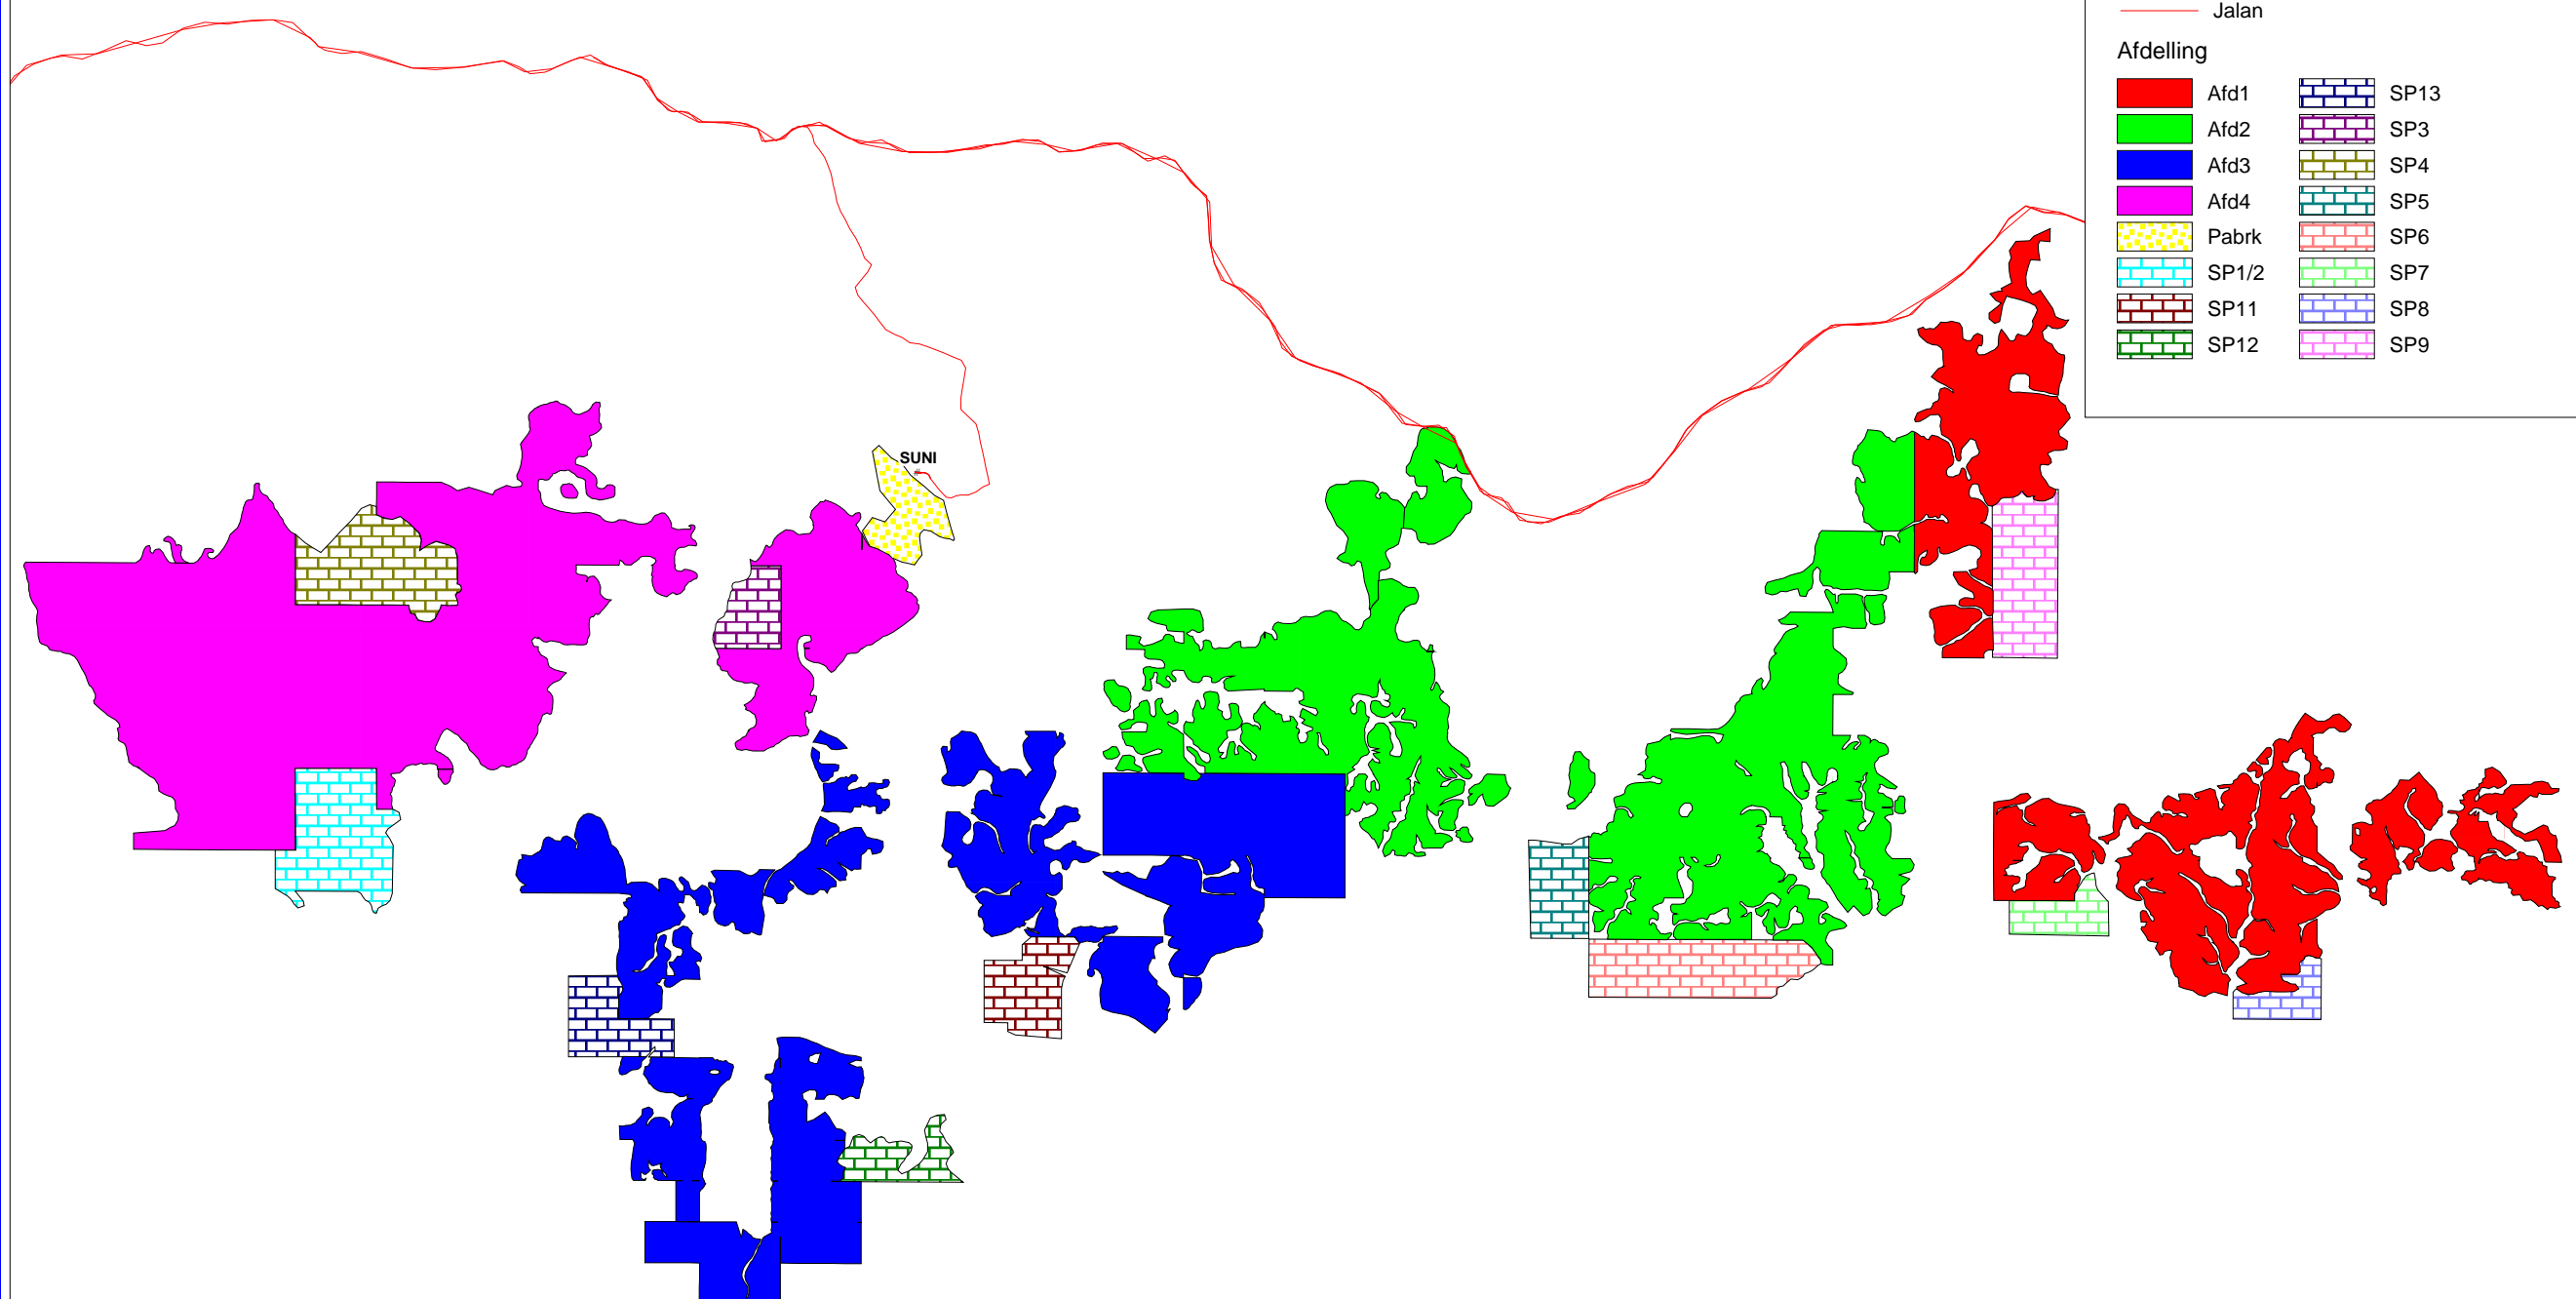 Jalan
Afdelling
Afd1
Afd2
Afd3
Afd4
Pabrk
SP1/2
SP11
SP12
SP13
SP3
SP4
SP5
SP6
SP7
SP8
SP9
SUNI